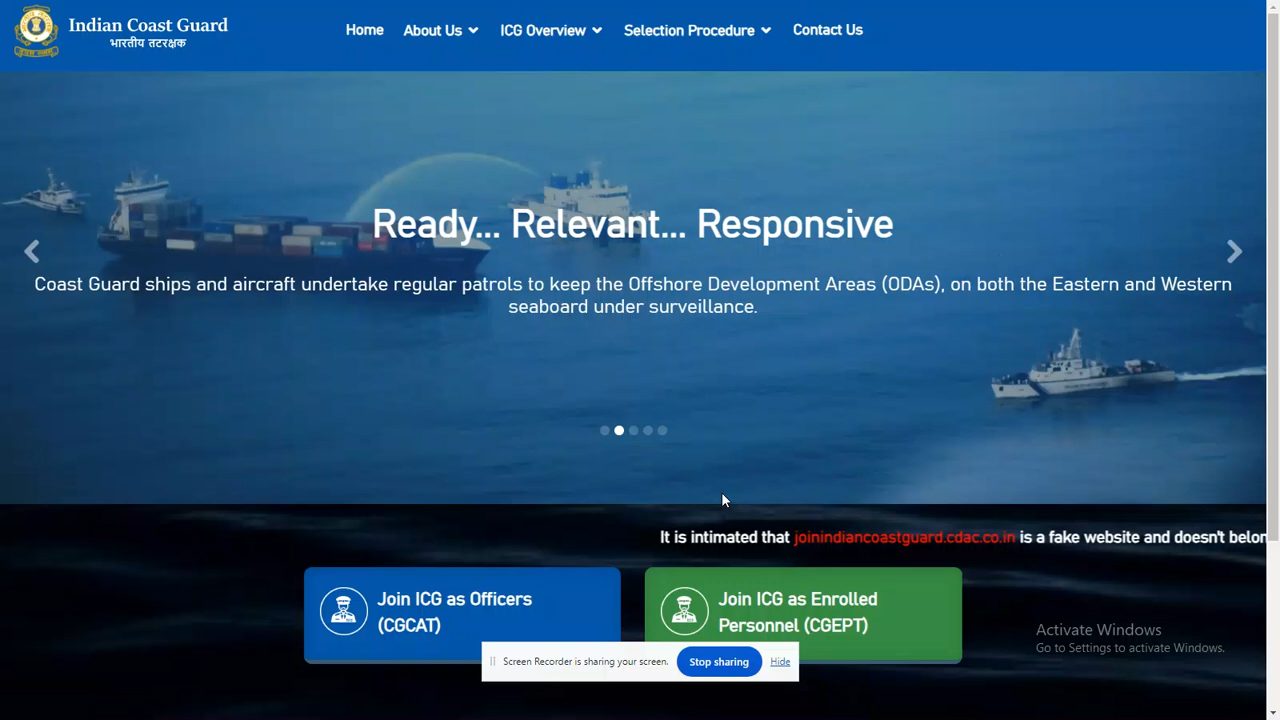 Indian Coast Guard
भारतीय तटरक्षक
Home
About Us
ICG Overview
Selection Procedure
Contact Us
Ready... Relevant... Responsive
Coast Guard ships and aircraft undertake regular patrols to keep the Offshore Development Areas (ODAs), on both the Eastern and Western
seaboard under surveillance.
It is intimated that joinindiancoastguard.cdac.co.in is a fake website and doesn't
Join ICG as Officers
(CGCAT)
Join ICG as Enrolled
Personnel (CGEPT)
Screen Recorder is sharing your screen.
Stop sharing
Hide
Activate Windows
Go to Settings to activate Windows.